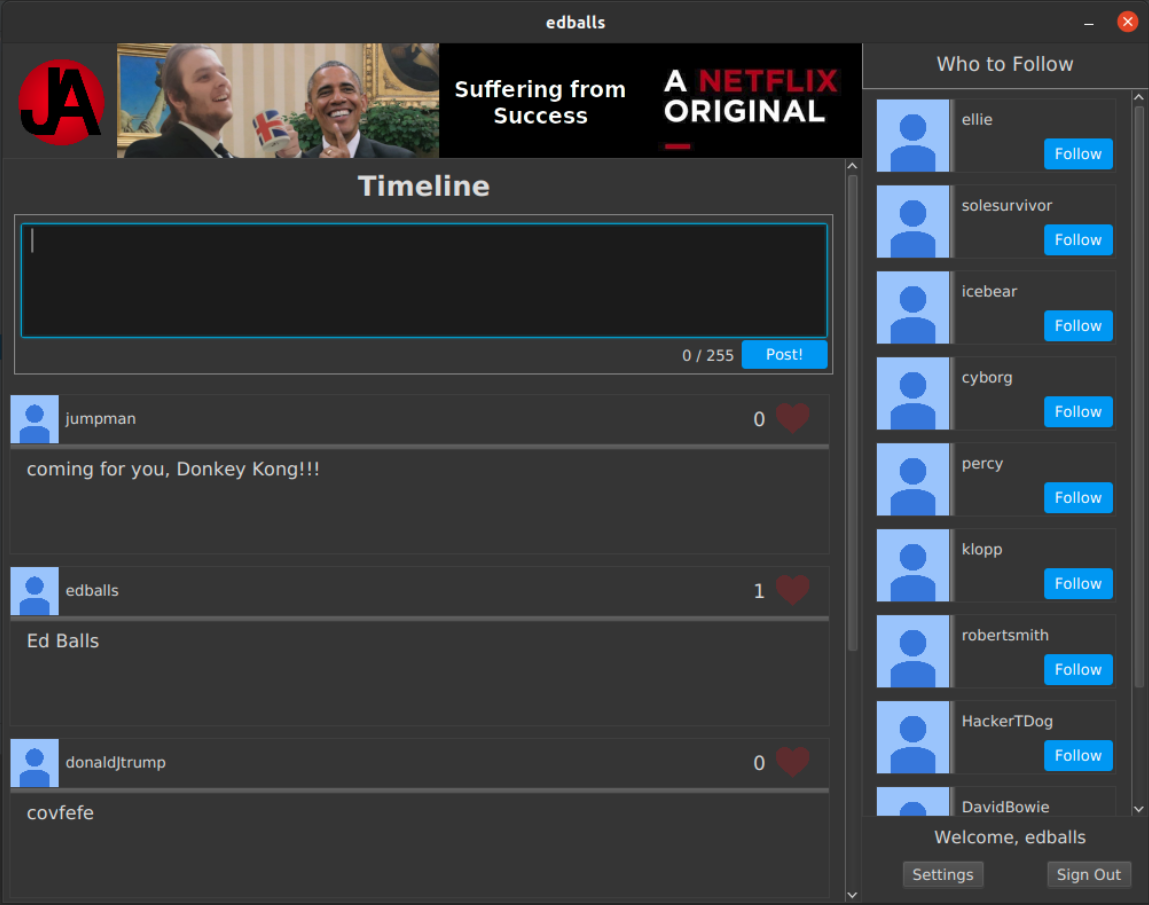 edballs
JA
Suffering from
Success
A NETFLIX
ORIGINAL
Timeline
0 / 255
Post!
jumpman
0
coming for you, Donkey Kong!!!
edballs
1
Ed Balls
donaldjtrump
0
covfefe
Who to Follow
ellie
Follow
solesurvivor
Follow
icebear
Follow
cyborg
Follow
percy
Follow
klopp
Follow
robertsmith
Follow
HackerTDog
Follow
DavidBowie
Welcome, edballs
Settings
Sign Out